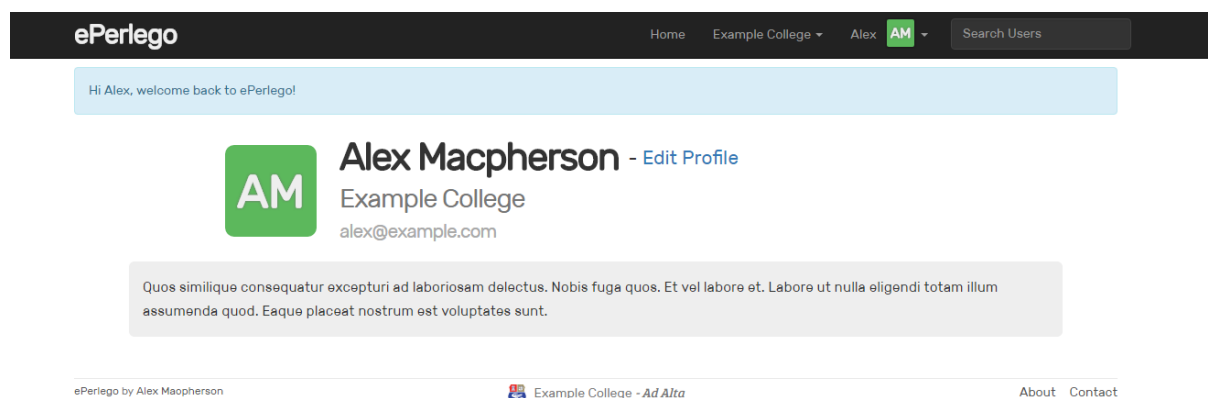 ePerlego Home Example College Alex AM Search Users
Hi Alex, welcome back to ePerlego!
AM
Alex Macpherson - Edit Profile
Example College
alex@example.com
Quos similique consequatur excepturi ad laboriosam delectus. Nobis fuga quos. Et vel labore et. Labore ut nulla eligendi totam illum
assumenda quod. Eaque placeat nostrum est voluptates sunt.
ePerlego by Alex Macpherson Example College - Ad Alta About Contact